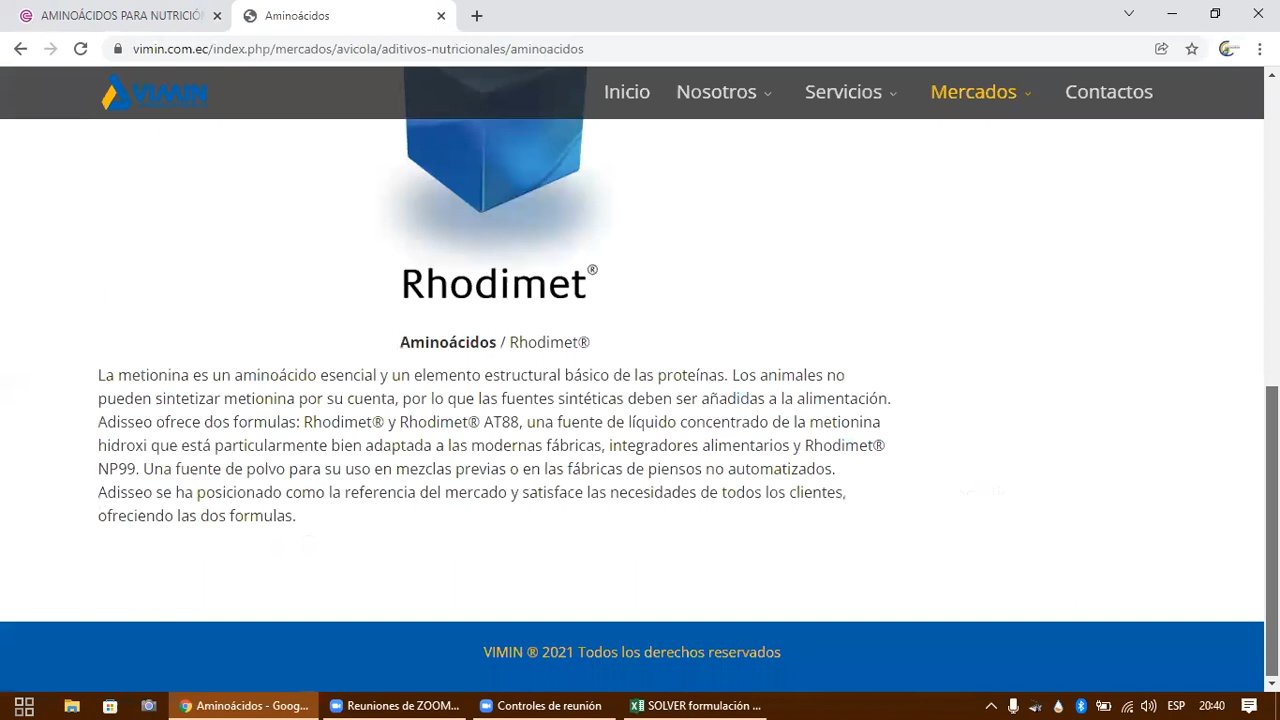 AMINOÁCIDOS PARA NUTRICIÓN
Aminoácidos
vimin.com.ec/index.php/mercados/avicola/aditivos-nutricionales/aminoacidos
VIMIN
Inicio
Nosotros
Servicios
Mercados
Contactos
Rhodimet®
Aminoácidos / Rhodimet®
La metionina es un aminoácido esencial y un elemento estructural básico de las proteínas. Los animales no
pueden sintetizar metionina por su cuenta, por lo que las fuentes sintéticas deben ser añadidas a la alimentación.
Adisseo ofrece dos formulas: Rhodimet® y Rhodimet® AT88, una fuente de líquido concentrado de la metionina
hidroxi que está particularmente bien adaptada a las modernas fábricas, integradores alimentarios y Rhodimet®
NP99. Una fuente de polvo para su uso en mezclas previas o en las fábricas de piensos no automatizados.
Adisseo se ha posicionado como la referencia del mercado y satisface las necesidades de todos los clientes,
ofreciendo las dos formulas.
VIMIN ® 2021 Todos los derechos reservados
Aminoácidos - Goog...
Reuniones de ZOOM...
Controles de reunión
SOLVER formulación ...
ESP
20:40